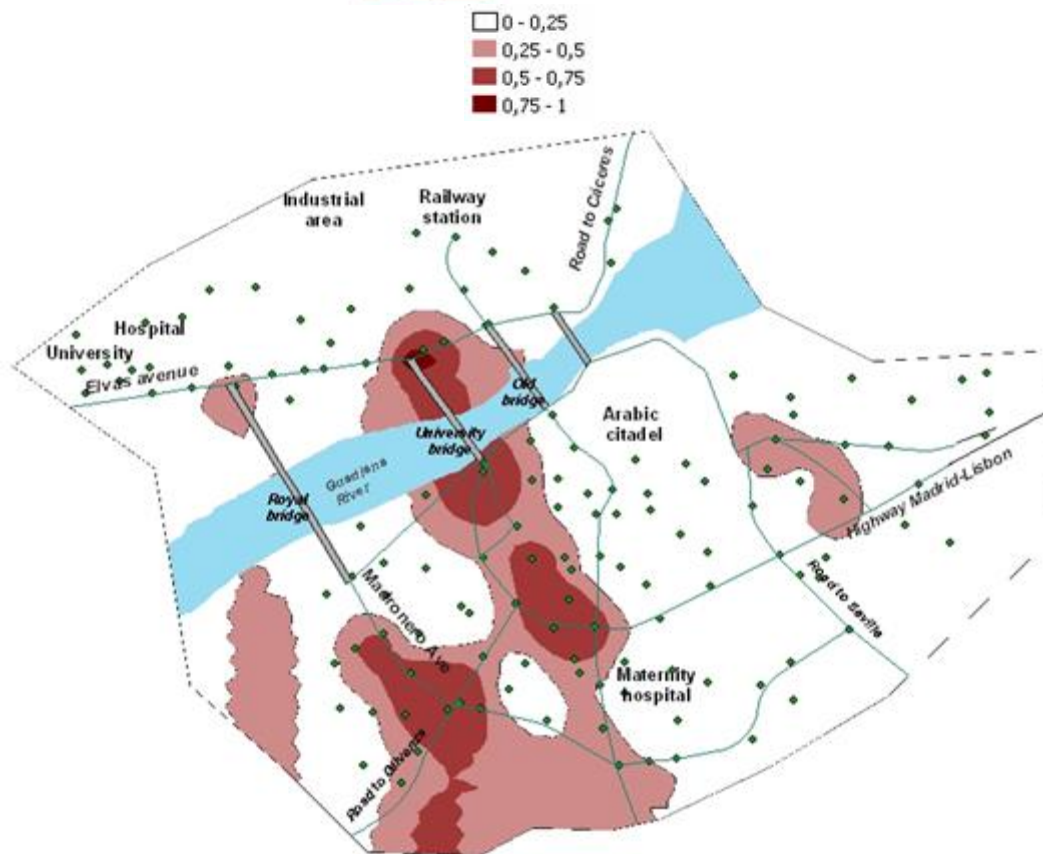 0 - 0,25
0,25 - 0,5
0,5 - 0,75
0,75 - 1
Industrial
area
Railway
station
Road to Cáceres
Hospital
University
Elvas avenue
Old
bridge
Arabic
citadel
University
bridge
Guadiana
River
Royal
bridge
Highway Madrid-Lisbon
Madronero Ave
Road to Seville
Maternity
hospital
Road to Olivenza